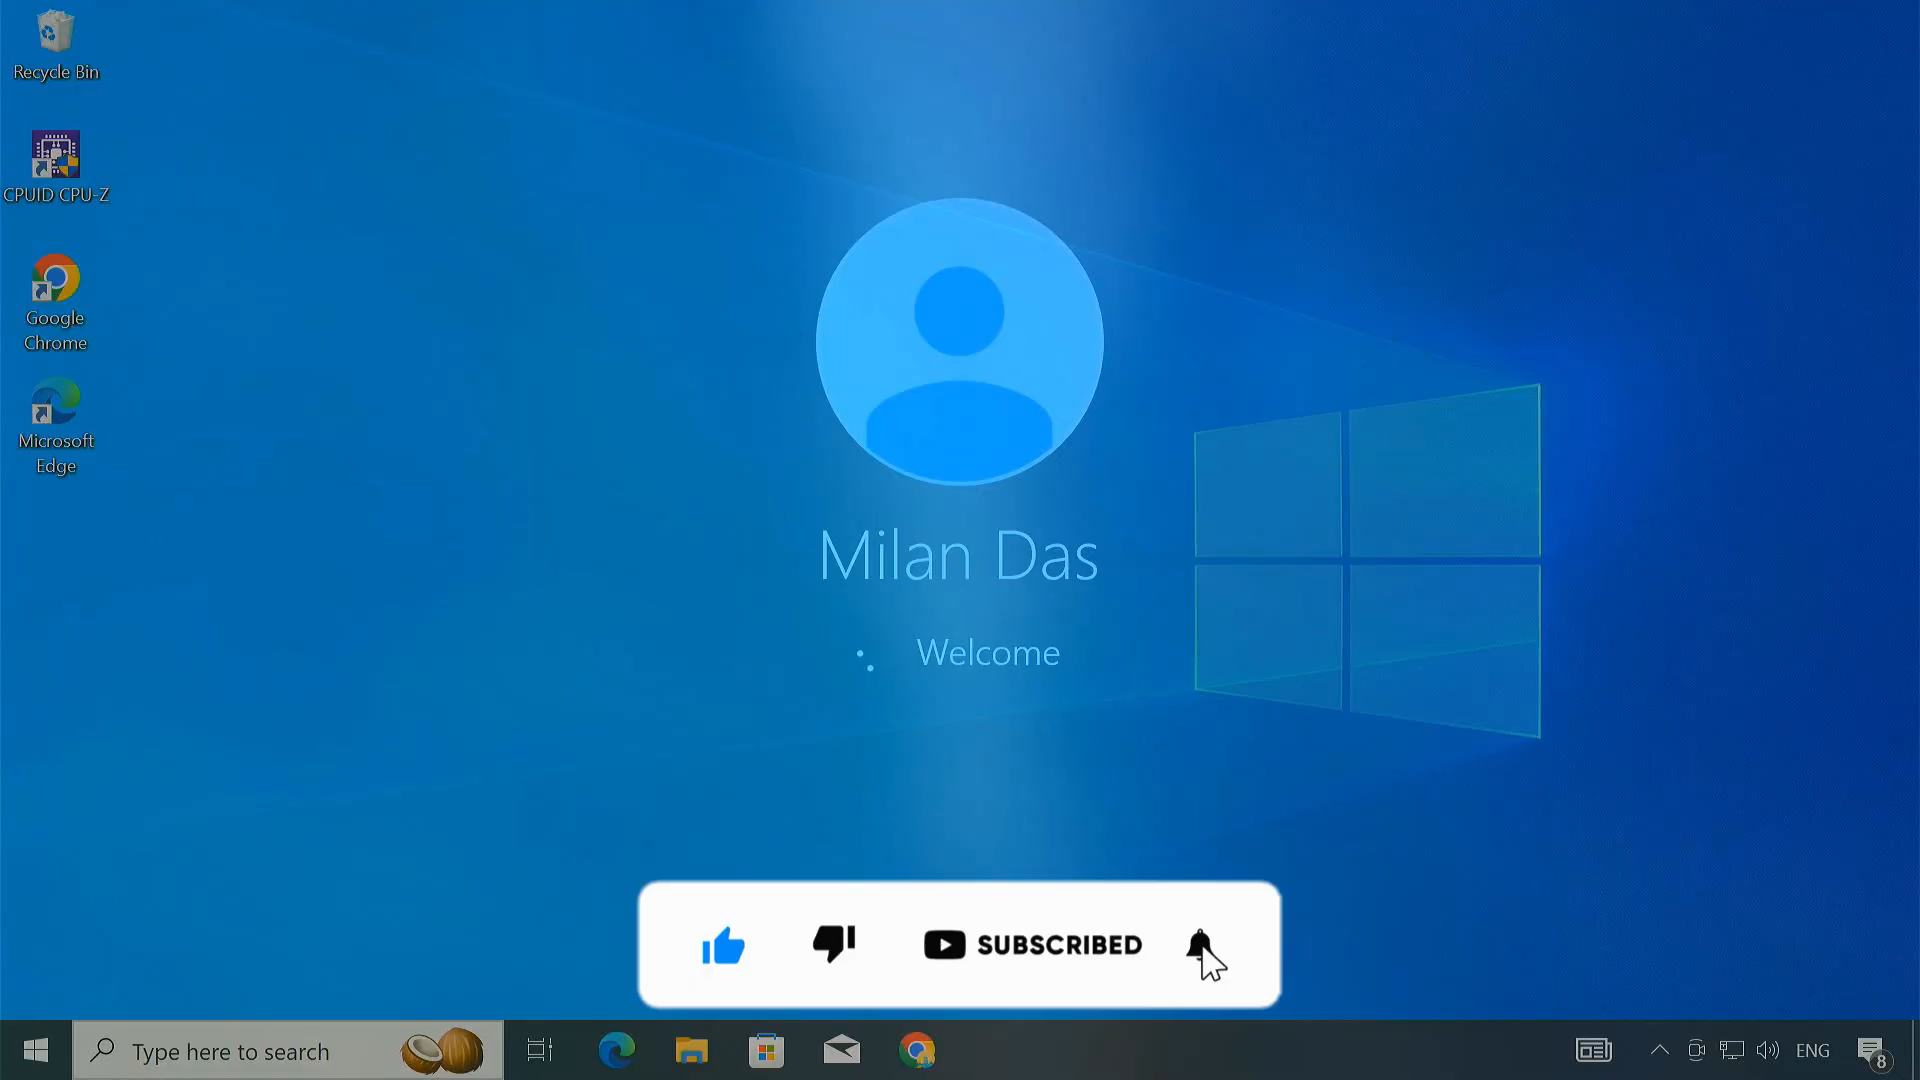 Recycle Bin
CPUID CPU-Z
Google
Chrome
Microsoft
Edge
Milan Das
Welcome
SUBSCRIBED
Type here to search
ENG
8